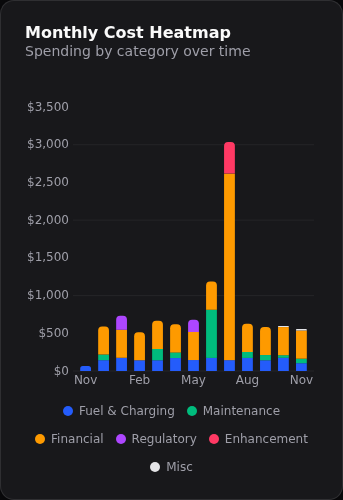 Monthly Cost Heatmap
Spending by category over time
$3,500
$3,000
$2,500
$2,000
$1,500
$1,000
$500
$0
Nov Feb May Aug Nov
Fuel & Charging Maintenance
Financial Regulatory Enhancement
Misc